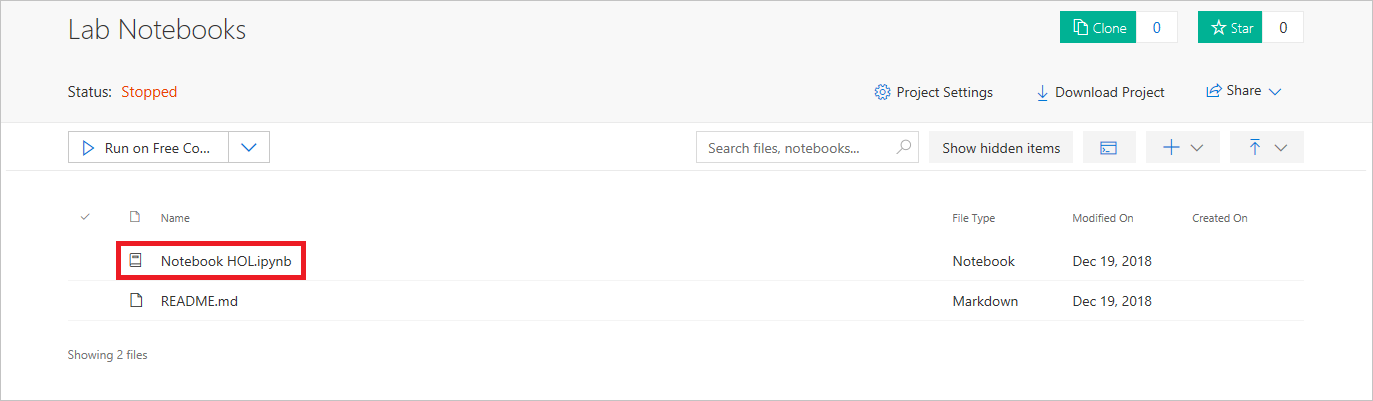 Lab Notebooks
Clone 0 Star 0
Status: Stopped
Project Settings Download Project Share
Run on Free Co... Search files, notebooks... Show hidden items
Name File Type Modified On Created On
Notebook HOL.ipynb Notebook Dec 19, 2018
README.md Markdown Dec 19, 2018
Showing 2 files